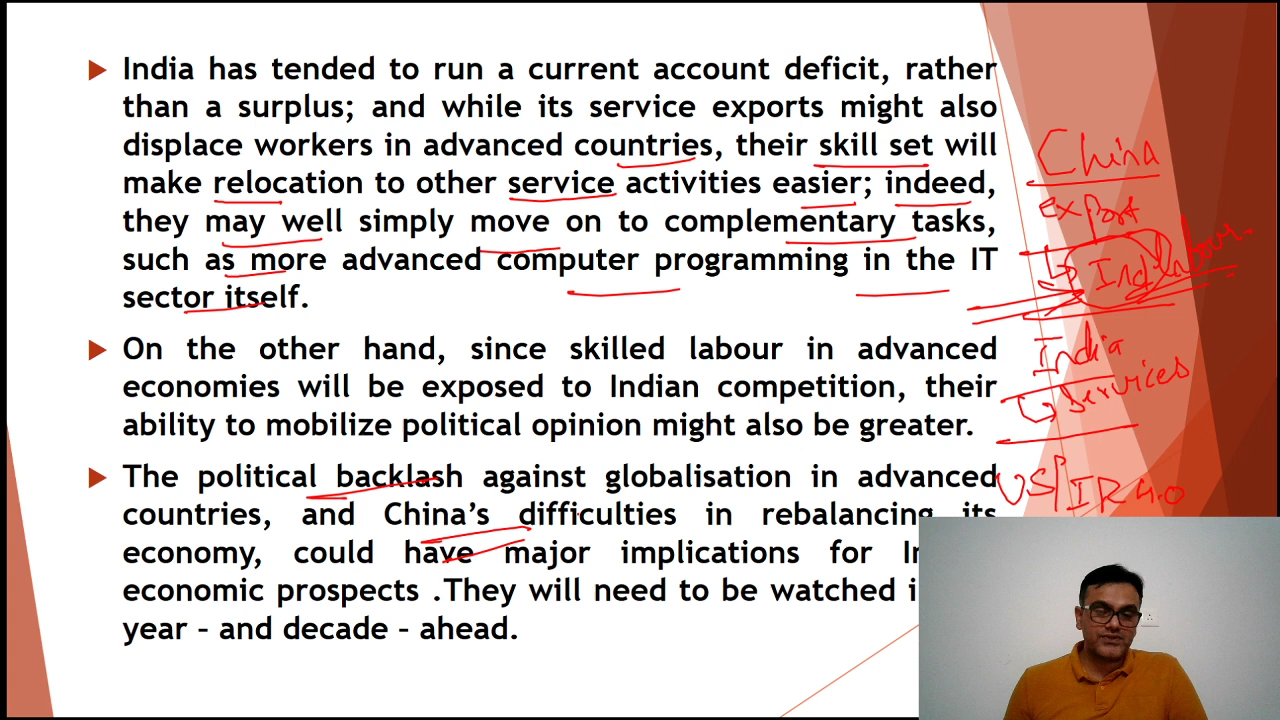 India has tended to run a current account deficit, rather
than a surplus; and while its service exports might also
displace workers in advanced countries, their skill set will
make relocation to other service activities easier; indeed,
they may well simply move on to complementary tasks,
such as more advanced computer programming in the IT
sector itself.
On the other hand, since skilled labour in advanced
economies will be exposed to Indian competition, their
ability to mobilize political opinion might also be greater.
The political backlash against globalisation in advanced
countries, and China's difficulties in rebalancing its
economy, could have major implications for
economic prospects .They will need to be watched
year – and decade – ahead.
China
export
Ind labour.
India
Services
US IR 4.0